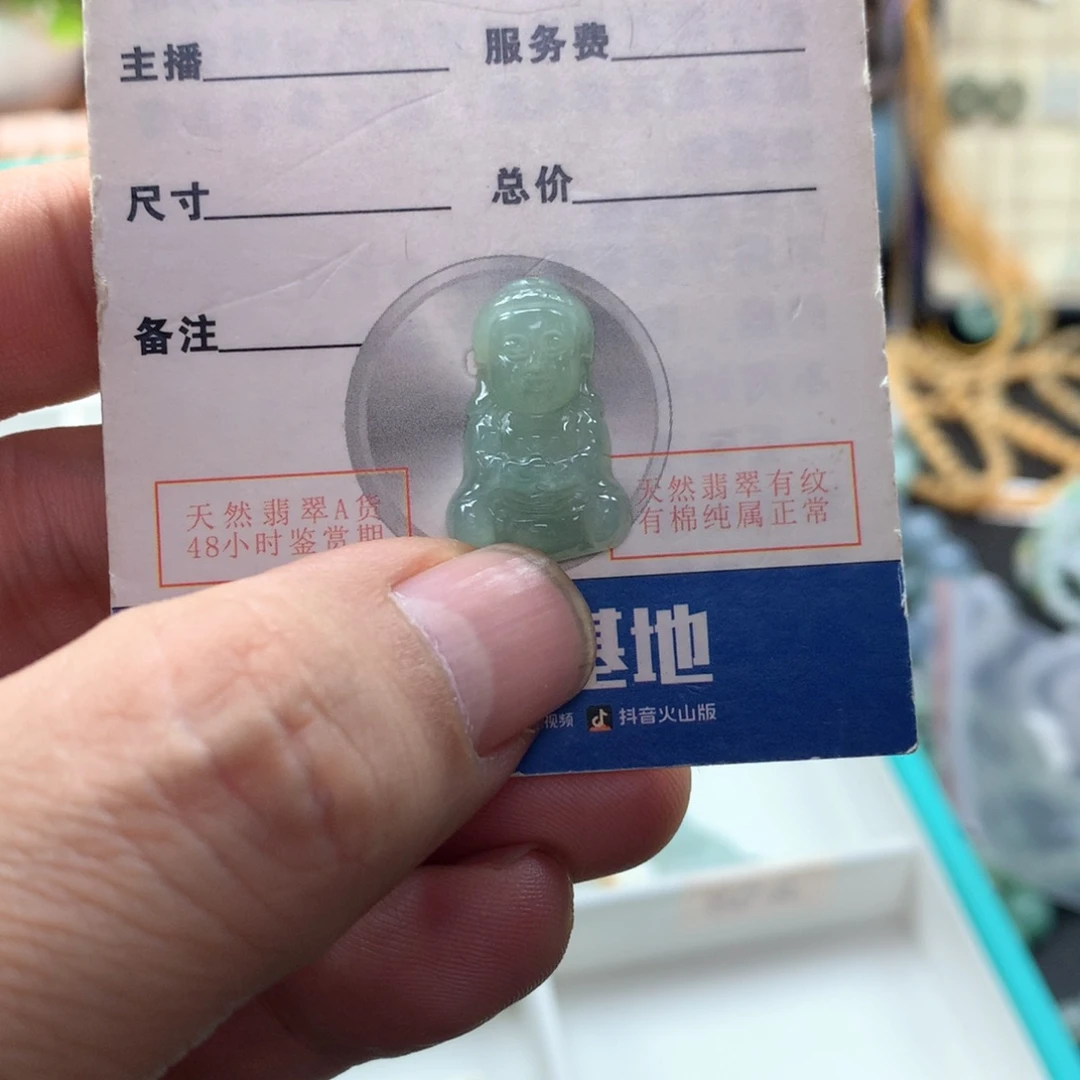 主播 服务费
尺寸 总价
备注
天然翡翠A货
48小时鉴赏期
天然翡翠有纹
有棉纯属正常
基地
视频 抖音火山版